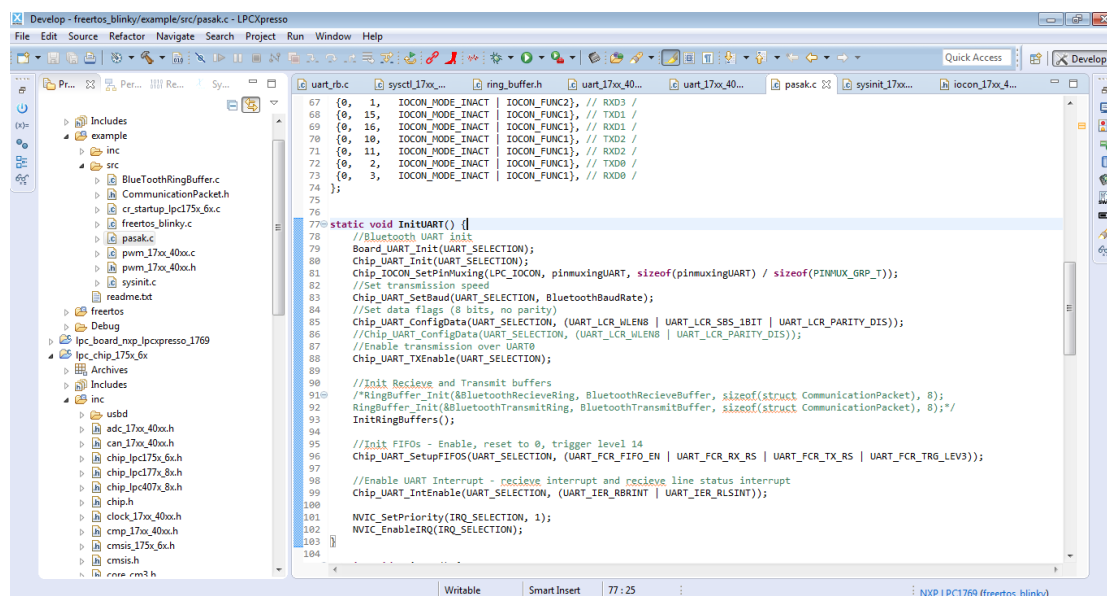 Develop - freertos_blinky/example/src/pasak.c - LPCXpresso
File Edit Source Refactor Navigate Search Project Run Window Help
Quick Access
Develop
Pr... Per... Re... Sy...
Includes
example
inc
src
BlueToothRingBuffer.c
CommunicationPacket.h
cr_startup_lpc175x_6x.c
freertos_blinky.c
pasak.c
pwm_17xx_40xx.c
pwm_17xx_40xx.h
sysinit.c
readme.txt
freertos
Debug
lpc_board_nxp_lpcxpresso_1769
lpc_chip_175x_6x
Archives
Includes
inc
usbd
adc_17xx_40xx.h
can_17xx_40xx.h
chip_lpc175x_6x.h
chip_lpc177x_8x.h
chip_lpc407x_8x.h
chip.h
clock_17xx_40xx.h
cmp_17xx_40xx.h
cmsis_175x_6x.h
cmsis.h
core_cm3.h
uart_rb.c sysctl_17xx_... ring_buffer.h uart_17xx_40... uart_17xx_40... pasak.c sysinit_17xx... iocon_17xx_4...
67 {0, 1, IOCON_MODE_INACT | IOCON_FUNC2}, // RXD3 /
68 {0, 15, IOCON_MODE_INACT | IOCON_FUNC1}, // TXD1 /
69 {0, 16, IOCON_MODE_INACT | IOCON_FUNC1}, // RXD1 /
70 {0, 10, IOCON_MODE_INACT | IOCON_FUNC1}, // TXD2 /
71 {0, 11, IOCON_MODE_INACT | IOCON_FUNC1}, // RXD2 /
72 {0, 2, IOCON_MODE_INACT | IOCON_FUNC1}, // TXD0 /
73 {0, 3, IOCON_MODE_INACT | IOCON_FUNC1}, // RXD0 /
74 };
75
76
77 static void InitUART() {
78 //Bluetooth UART init
79 Board_UART_Init(UART_SELECTION);
80 Chip_UART_Init(UART_SELECTION);
81 Chip_IOCON_SetPinMuxing(LPC_IOCON, pinmuxingUART, sizeof(pinmuxingUART) / sizeof(PINMUX_GRP_T));
82 //Set transmission speed
83 Chip_UART_SetBaud(UART_SELECTION, BluetoothBaudRate);
84 //Set data flags (8 bits, no parity)
85 Chip_UART_ConfigData(UART_SELECTION, (UART_LCR_WLEN8 | UART_LCR_SBS_1BIT | UART_LCR_PARITY_DIS));
86 //Chip_UART_ConfigData(UART_SELECTION, (UART_LCR_WLEN8 | UART_LCR_PARITY_DIS));
87 //Enable transmission over UART0
88 Chip_UART_TXEnable(UART_SELECTION);
89
90 //Init Recieve and Transmit buffers
91 /*RingBuffer_Init(&BluetoothRecieveRing, BluetoothRecieveBuffer, sizeof(struct CommunicationPacket), 8);
92 RingBuffer_Init(&BluetoothTransmitRing, BluetoothTransmitBuffer, sizeof(struct CommunicationPacket), 8);*/
93 InitRingBuffers();
94
95 //Init FIFOs - Enable, reset to 0, trigger level 14
96 Chip_UART_SetupFIFOS(UART_SELECTION, (UART_FCR_FIFO_EN | UART_FCR_RX_RS | UART_FCR_TX_RS | UART_FCR_TRG_LEV3));
97
98 //Enable UART Interrupt - recieve interrupt and recieve line status interrupt
99 Chip_UART_IntEnable(UART_SELECTION, (UART_IER_RBRINT | UART_IER_RLSINT));
100
101 NVIC_SetPriority(IRQ_SELECTION, 1);
102 NVIC_EnableIRQ(IRQ_SELECTION);
103 }
104
Writable Smart Insert 77 : 25 NXP LPC1769 (freertos_blinky)